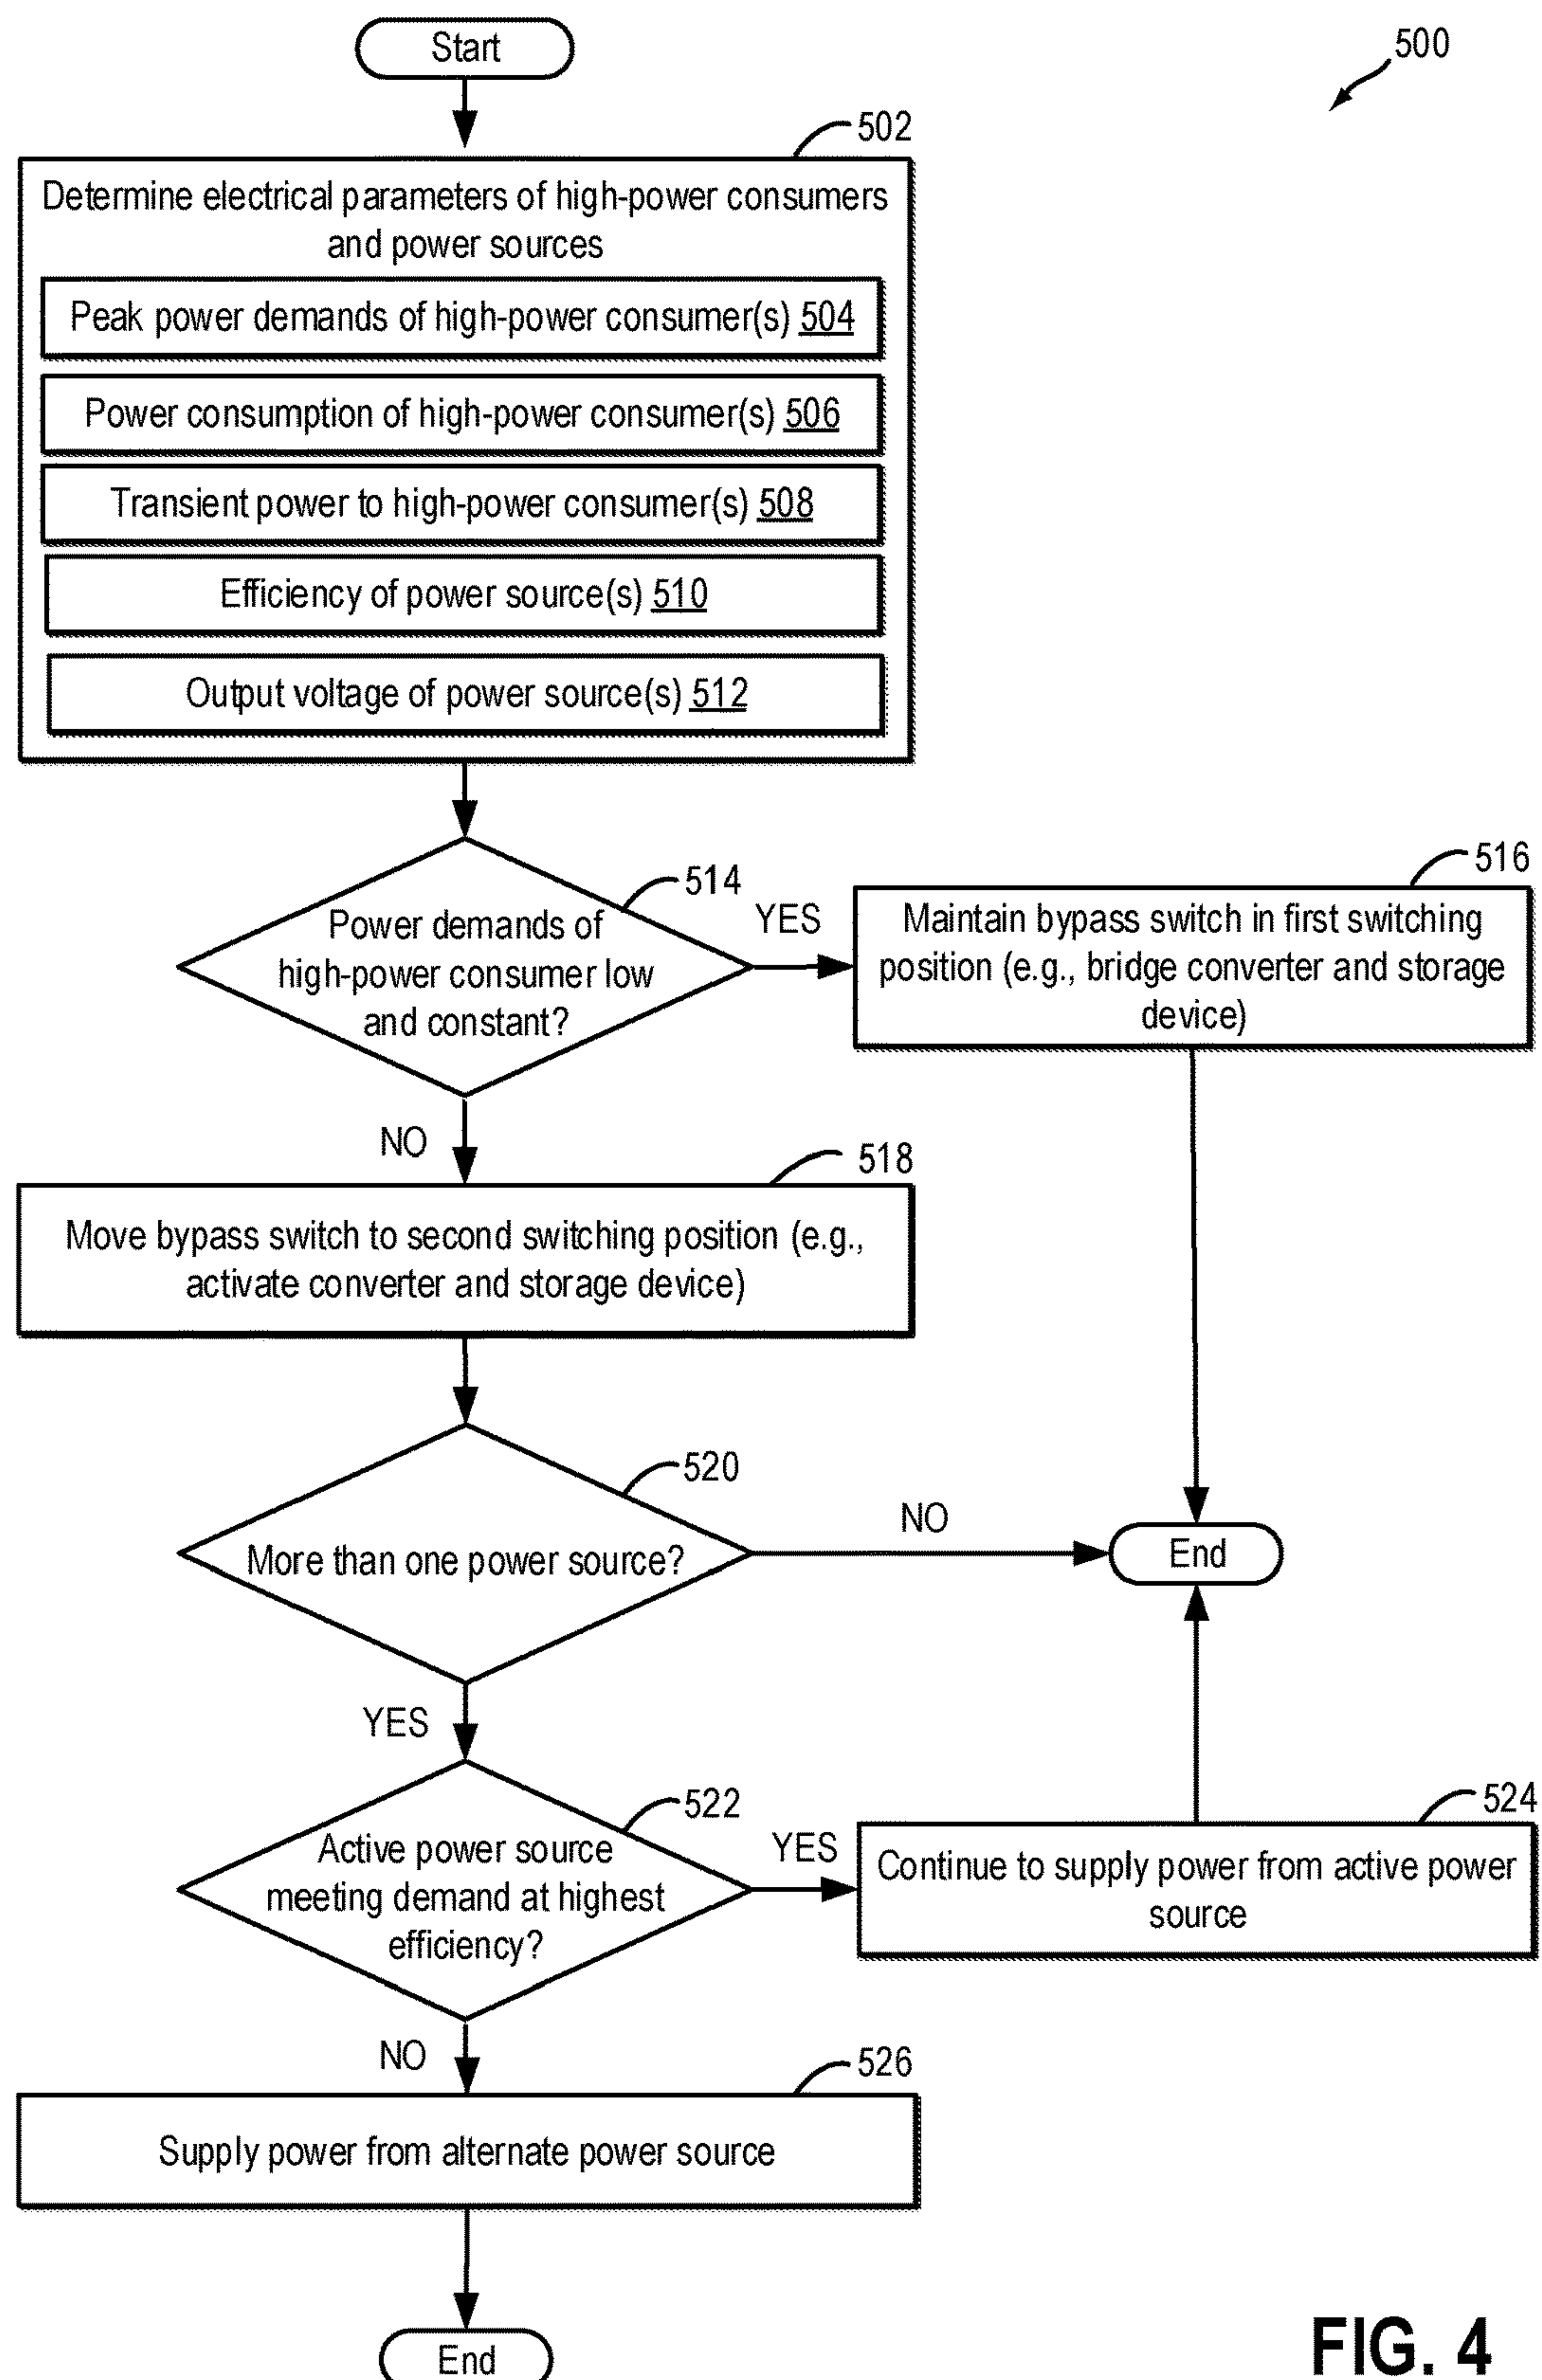 Start
500
502
Determine electrical parameters of high-power consumers
and power sources
Peak power demands of high-power consumer(s) 504
Power consumption of high-power consumer(s) 506
Transient power to high-power consumer(s) 508
Efficiency of power source(s) 510
Output voltage of power source(s) 512
514
Power demands of
high-power consumer low
and constant?
YES
516
Maintain bypass switch in first switching
position (e.g., bridge converter and storage
device)
NO
518
Move bypass switch to second switching position (e.g.,
activate converter and storage device)
520
More than one power source?
NO
End
YES
522
Active power source
meeting demand at highest
efficiency?
YES
524
Continue to supply power from active power
source
NO
526
Supply power from alternate power source
End
FIG. 4